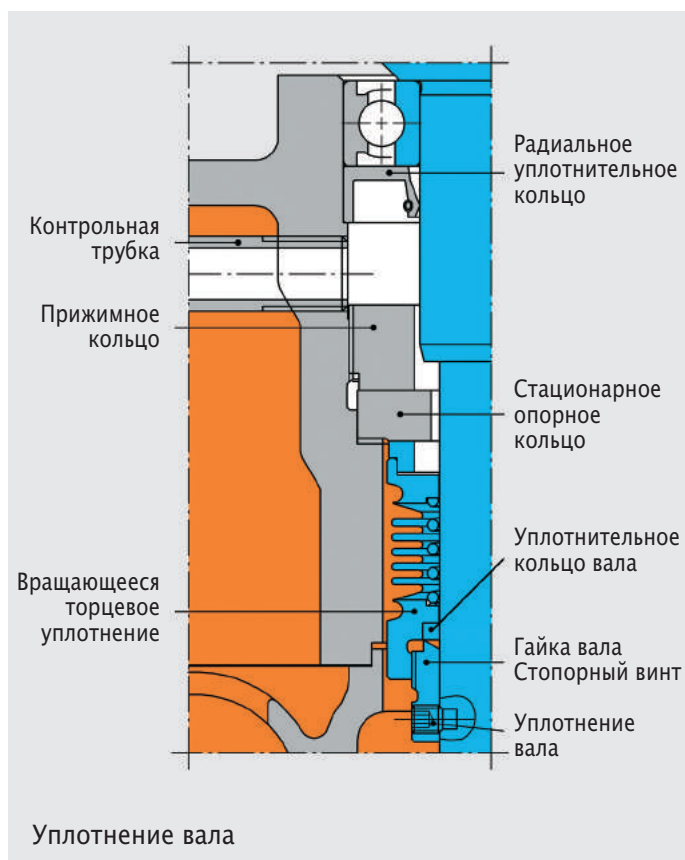 Радиальное
уплотнительное
кольцо
Контрольная
трубка
Прижимное
кольцо
Стационарное
опорное
кольцо
Уплотнительное
кольцо вала
Вращающееся
торцевое
уплотнение
Гайка вала
Стопорный винт
Уплотнение
вала
Уплотнение вала